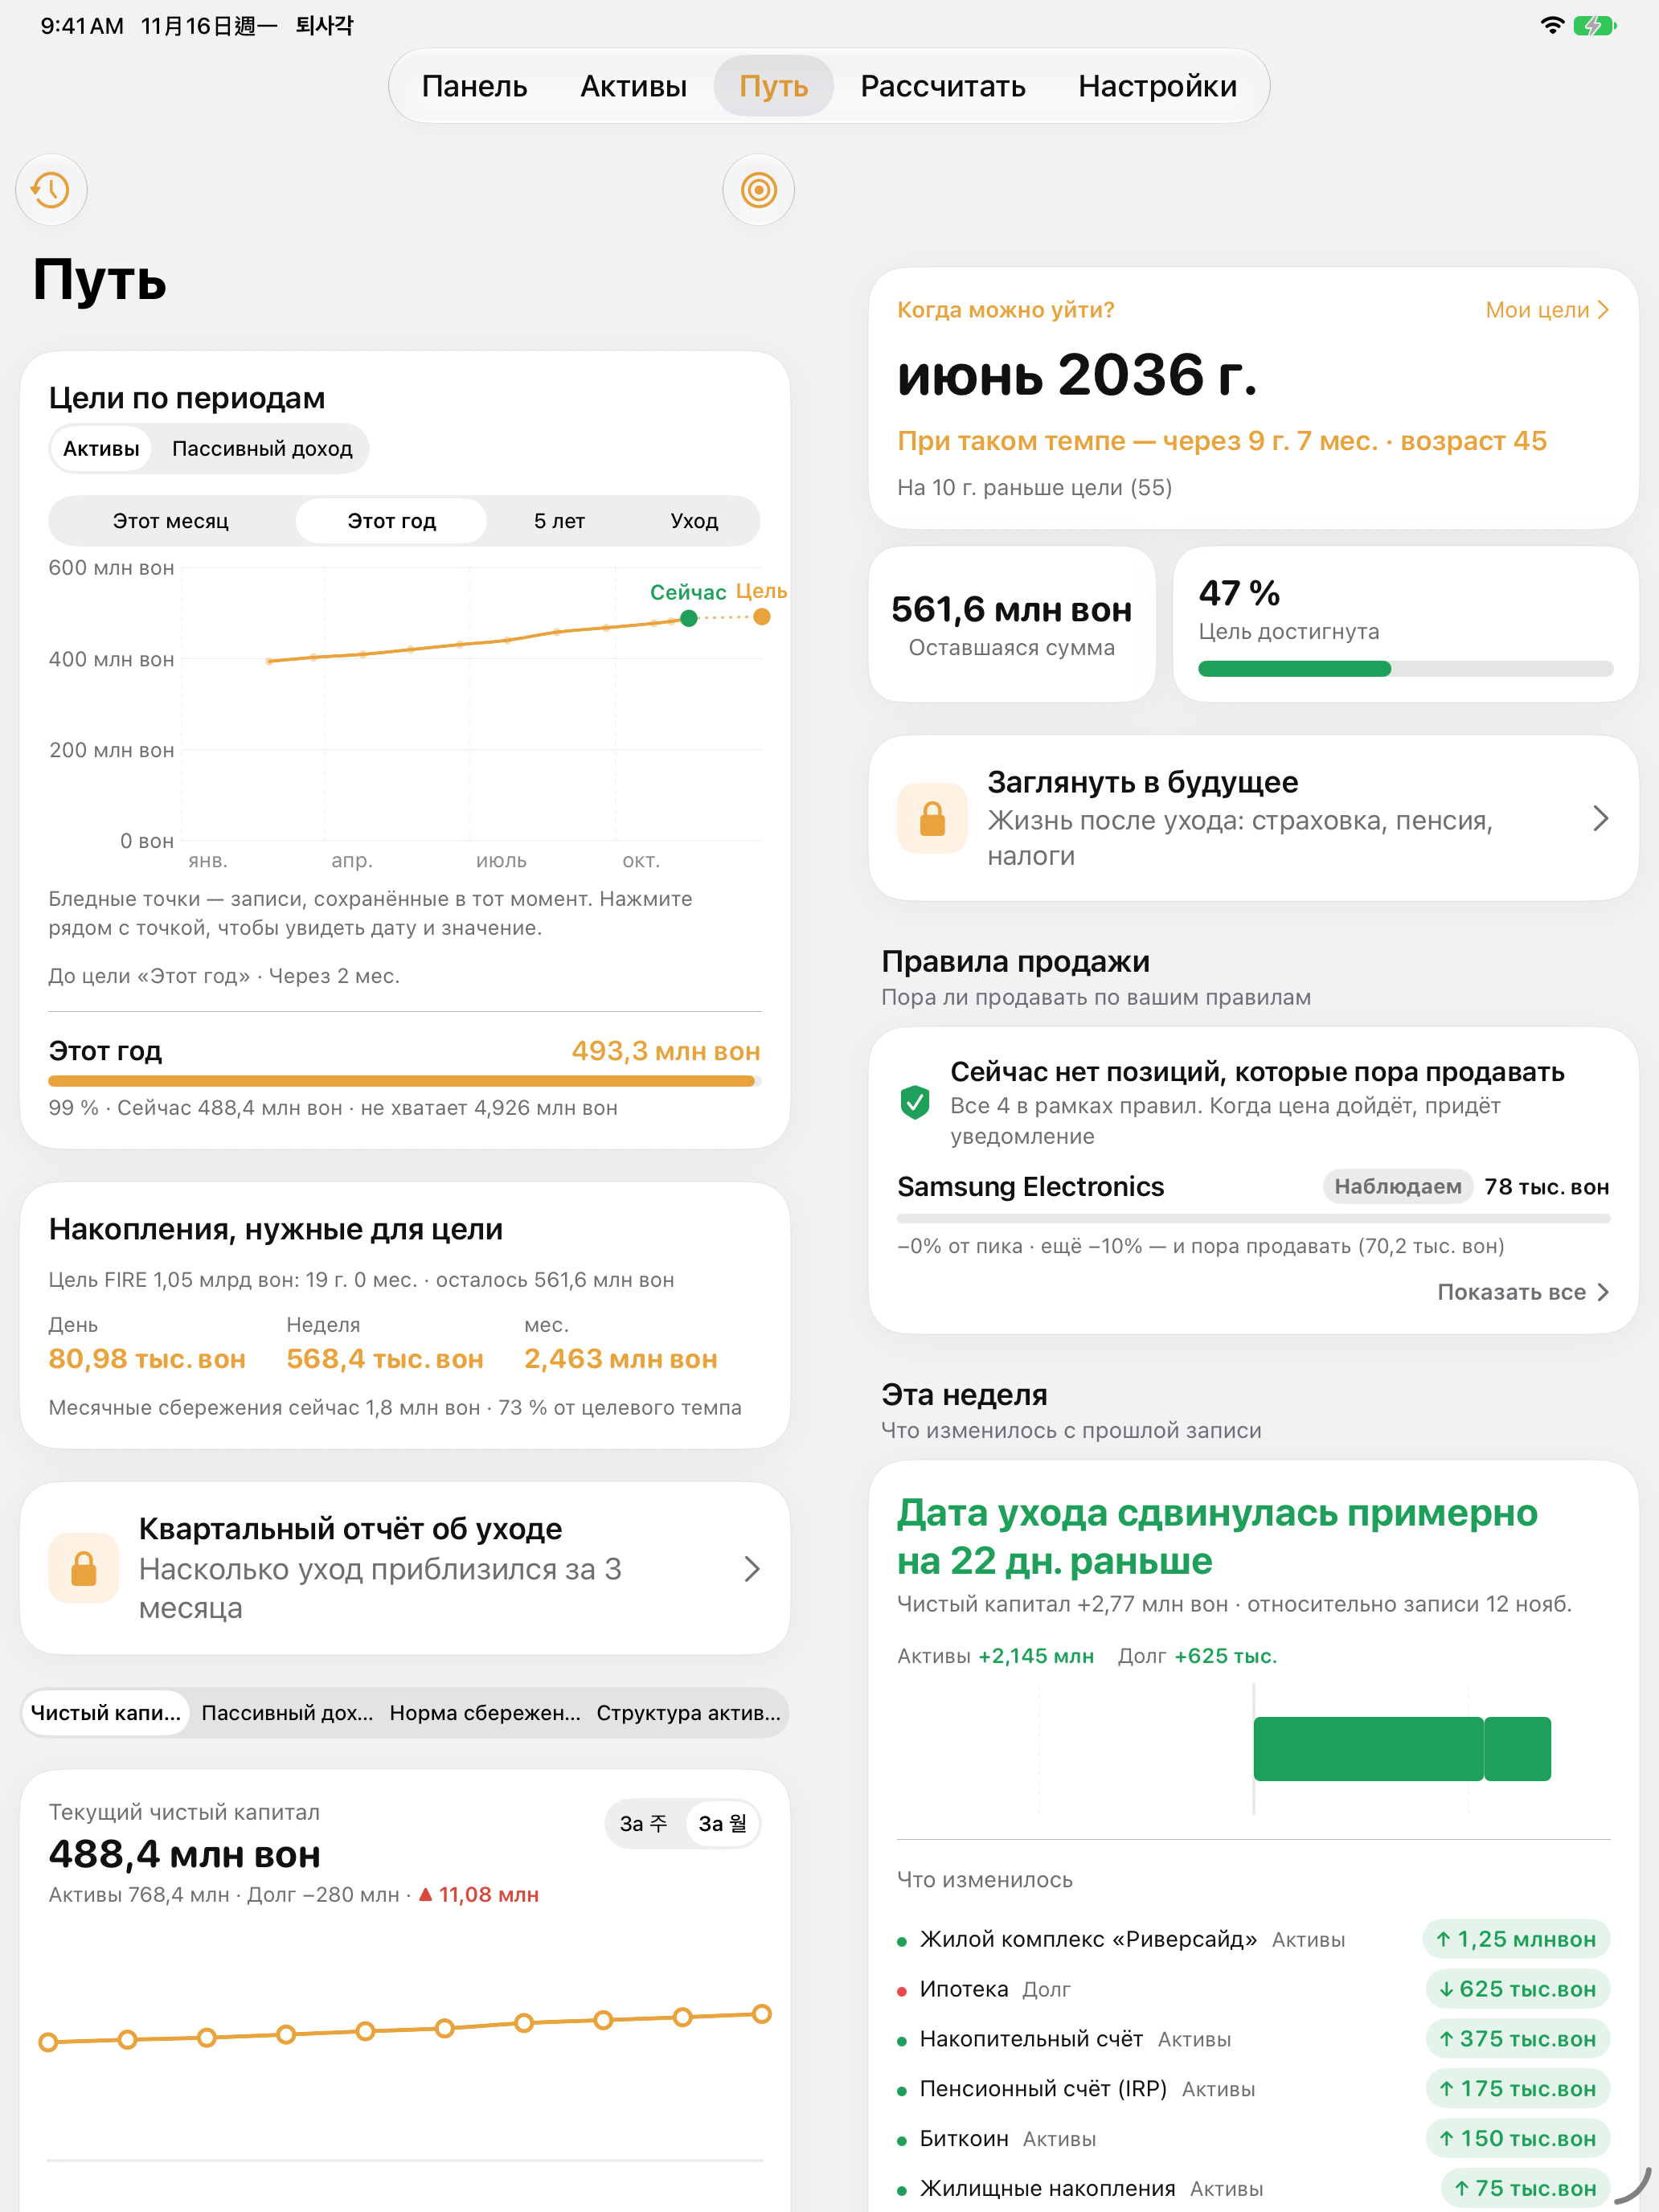 9:41 AM 11月16日週一 퇴사각
Панель Активы Путь Рассчитать Настройки
Путь
Цели по периодам
Активы Пассивный доход
Этот месяц Этот год 5 лет Уход
600 млн вон
Сейчас Цель
400 млн вон
200 млн вон
0 вон
янв. апр. июль окт.
Бледные точки — записи, сохранённые в тот момент. Нажмите
рядом с точкой, чтобы увидеть дату и значение.
До цели «Этот год» · Через 2 мес.
Этот год 493,3 млн вон
99 % · Сейчас 488,4 млн вон · не хватает 4,926 млн вон
Накопления, нужные для цели
Цель FIRE 1,05 млрд вон: 19 г. 0 мес. · осталось 561,6 млн вон
День Неделя мес.
80,98 тыс. вон 568,4 тыс. вон 2,463 млн вон
Месячные сбережения сейчас 1,8 млн вон · 73 % от целевого темпа
Квартальный отчёт об уходе
Насколько уход приблизился за 3
месяца
Чистый капи... Пассивный дох... Норма сбережен... Структура актив...
Текущий чистый капитал
За 주 За 월
488,4 млн вон
Активы 768,4 млн · Долг −280 млн · ▲ 11,08 млн
Когда можно уйти? Мои цели
июнь 2036 г.
При таком темпе — через 9 г. 7 мес. · возраст 45
На 10 г. раньше цели (55)
561,6 млн вон
Оставшаяся сумма
47 %
Цель достигнута
Заглянуть в будущее
Жизнь после ухода: страховка, пенсия,
налоги
Правила продажи
Пора ли продавать по вашим правилам
Сейчас нет позиций, которые пора продавать
Все 4 в рамках правил. Когда цена дойдёт, придёт
уведомление
Samsung Electronics Наблюдаем 78 тыс. вон
−0% от пика · ещё −10% — и пора продавать (70,2 тыс. вон)
Показать все
Эта неделя
Что изменилось с прошлой записи
Дата ухода сдвинулась примерно
на 22 дн. раньше
Чистый капитал +2,77 млн вон · относительно записи 12 нояб.
Активы +2,145 млн Долг +625 тыс.
Что изменилось
Жилой комплекс «Риверсайд» Активы ↑ 1,25 млнвон
Ипотека Долг ↓ 625 тыс.вон
Накопительный счёт Активы ↑ 375 тыс.вон
Пенсионный счёт (IRP) Активы ↑ 175 тыс.вон
Биткоин Активы ↑ 150 тыс.вон
Жилищные накопления Активы ↑ 75 тыс.вон